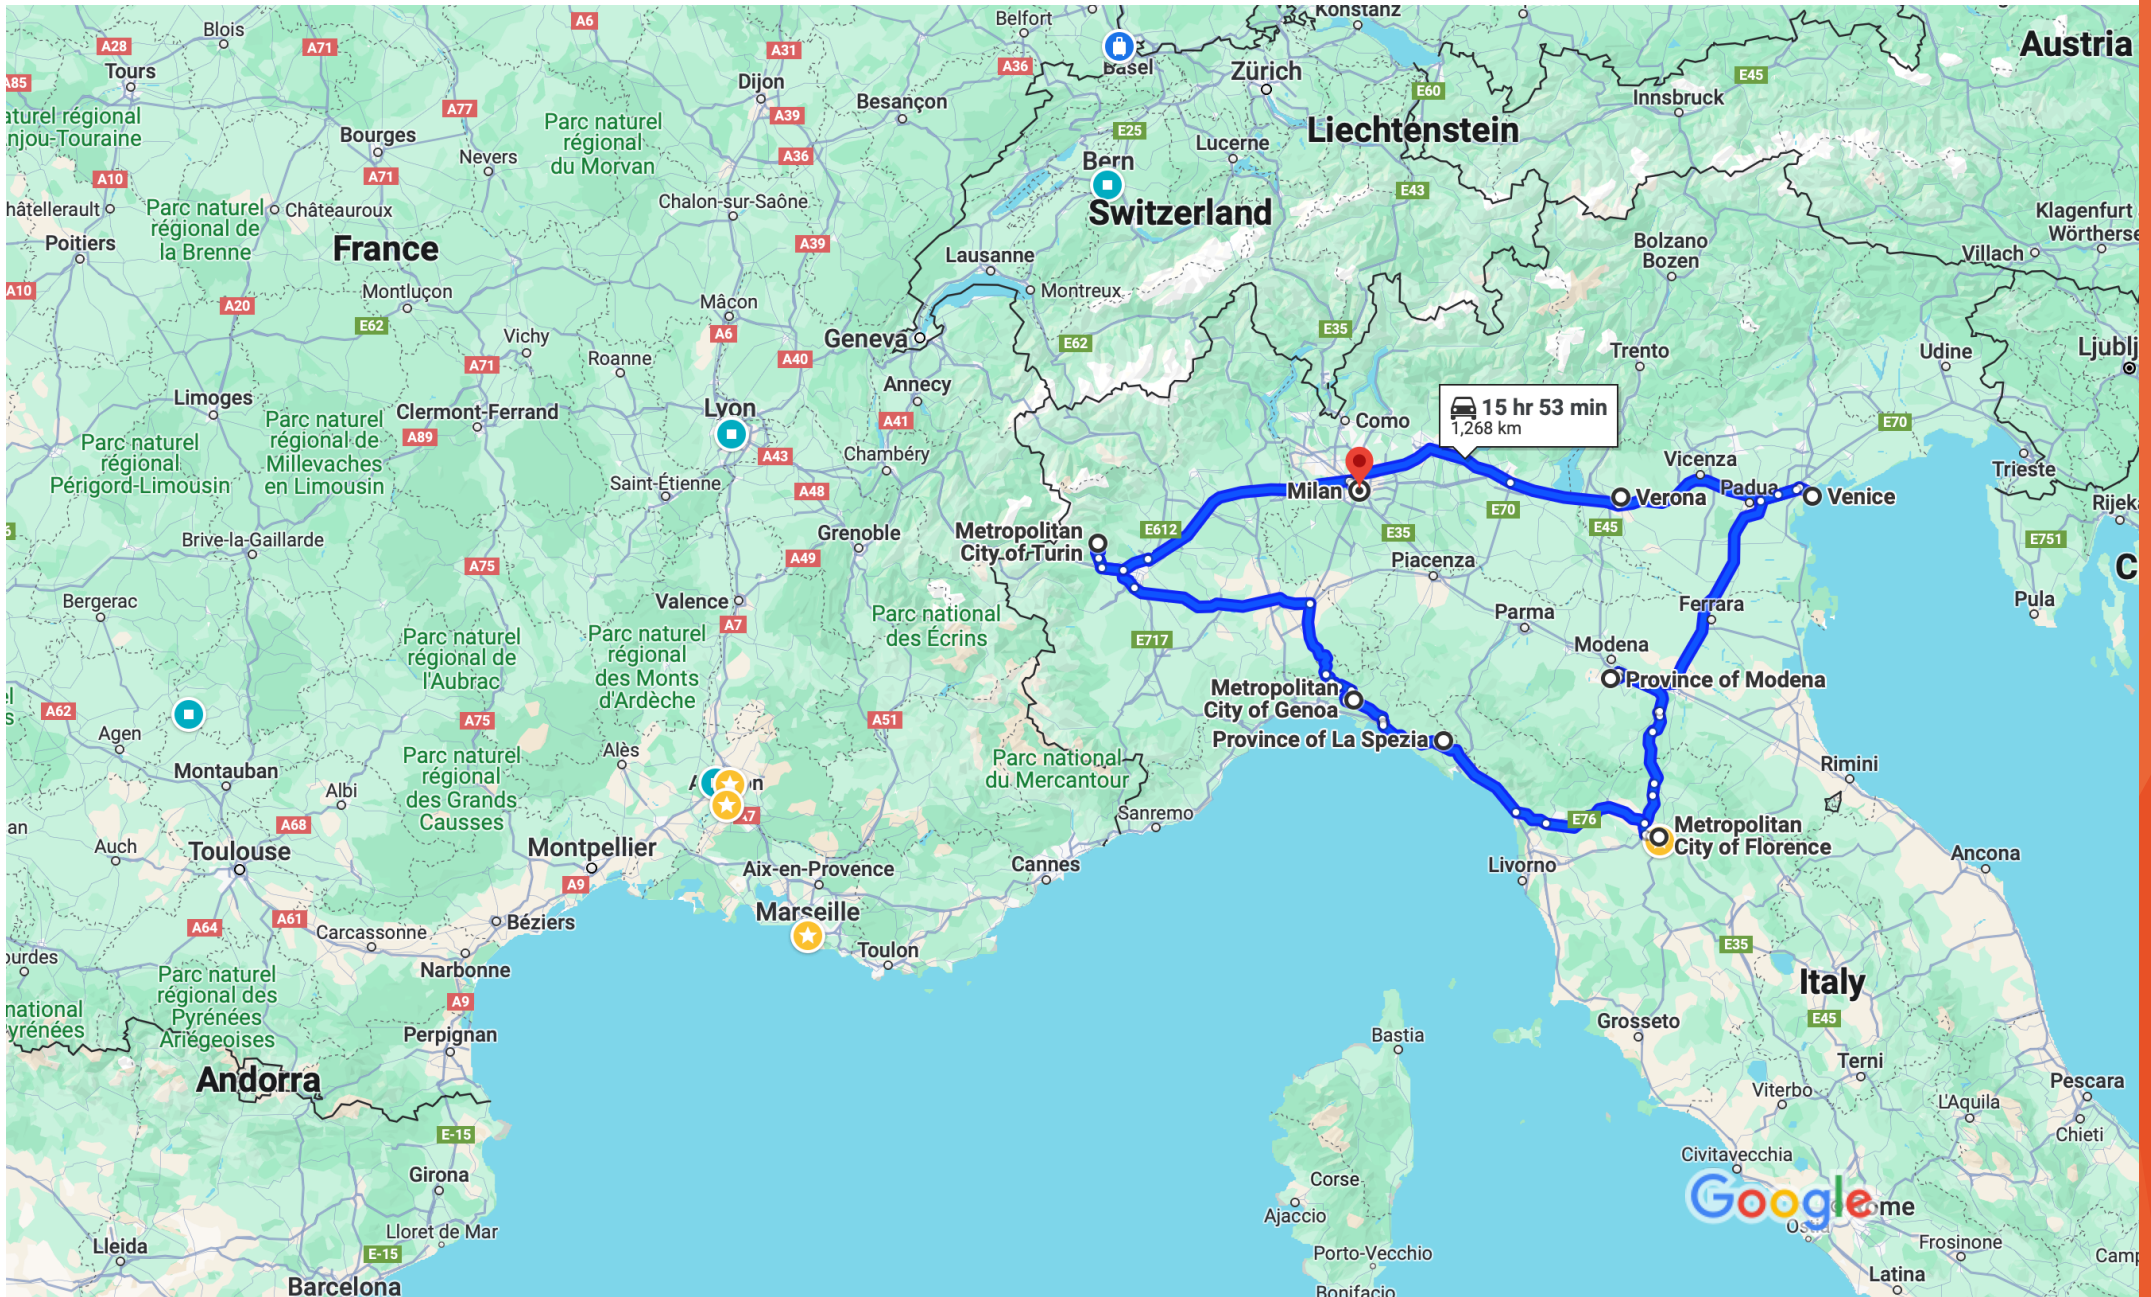 A6
Belfort
Konstanz
Austria
Blois
A28
A71
A31
Tours
Dijon
A36
Basel
Zürich
E45
A85
A77
Besançon
E60
Innsbruck
A39
Parc naturel
régional
du Morvan
Liechtenstein
Bourges
E25
Nevers
A36
Lucerne
Bern
A71
A10
E43
Châteauroux
Chalon-sur-Saône
Parc naturel
régional de
la Brenne
Switzerland
Klagenfurt
Poitiers
France
A39
Lausanne
Bolzano
Bozen
Villach
A10
A20
Montluçon
Montreux
E62
Mâcon
A6
Geneva
E62
E35
Vichy
Roanne
A40
Trento
Udine
A71
Annecy
Limoges
Clermont-Ferrand
A89
Lyon
A41
Como
15 hr 53 min
1,268 km
E70
Parc naturel
régional
Périgord-Limousin
Parc naturel
régional de
Millevaches
en Limousin
A43
Chambéry
Vicenza
Trieste
Saint-Étienne
A48
Milan
Padua
Verona
Venice
E70
E45
Grenoble
Metropolitan
City of Turin
E612
E35
E751
Brive-la-Gaillarde
A49
Piacenza
A75
Bergerac
Valence
Parc national
des Écrins
Ferrara
Pula
A7
Parma
Parc naturel
régional de
l'Aubrac
Parc naturel
régional
des Monts
d'Ardèche
E717
Modena
Province of Modena
A62
A75
A51
Metropolitan
City of Genoa
Agen
Province of La Spezia
Alès
Parc national
du Mercantour
Montauban
Parc naturel
régional
des Grands
Causses
Rimini
Albi
A7
Sanremo
E76
A68
Metropolitan
City of Florence
Auch
Toulouse
Montpellier
Aix-en-Provence
Cannes
Livorno
Ancona
A9
Marseille
A61
A64
Carcassonne
Béziers
Toulon
E35
Narbonne
Parc naturel
régional des
Pyrénées
Ariégeoises
Italy
A9
Perpignan
Bastia
Grosseto
E45
Terni
Andorra
Viterbo
L'Aquila
Pescara
E-15
Chieti
Civitavecchia
Girona
Corse
Ajaccio
Google
Lloret de Mar
Lleida
E-15
Porto-Vecchio
Frosinone
Barcelona
Bonifacio
Latina